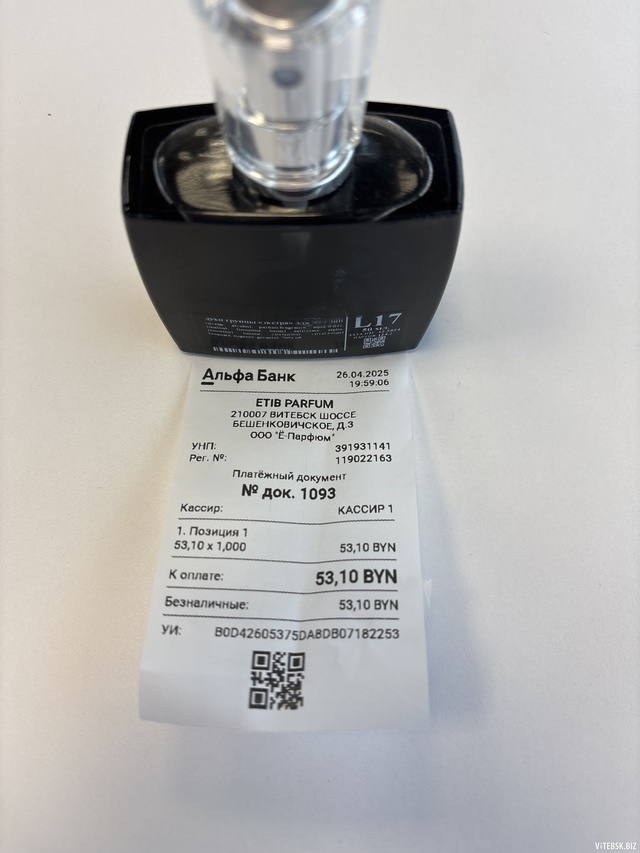 L17
Альфа Банк
26.04.2025
19:59:06
ETIB PARFUM
210007 ВИТЕБСК ШОССЕ
БЕШЕНКОВИЧСКОЕ, Д.3
ООО "Ё-Парфюм"
УНП: 391931141
Рег. №: 119022163
Платёжный документ
№ док. 1093
Кассир: КАССИР 1
1. Позиция 1
53,10 x 1,000 53,10 BYN
К оплате: 53,10 BYN
Безналичные: 53,10 BYN
УИ: B0D42605375DA8DB07182253
ViTEBSK.BIZ